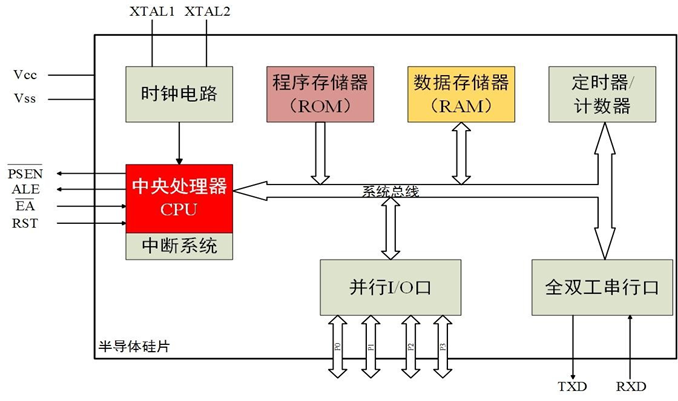 XTAL1
XTAL2
Vcc
Vss
时钟电路
程序存储器
（ROM）
数据存储器
（RAM）
定时器/
计数器
PSEN
ALE
EA
RST
中央处理器
CPU
中断系统
系统总线
并行I/O口
全双工串行口
P0
P1
P2
P3
半导体硅片
TXD
RXD